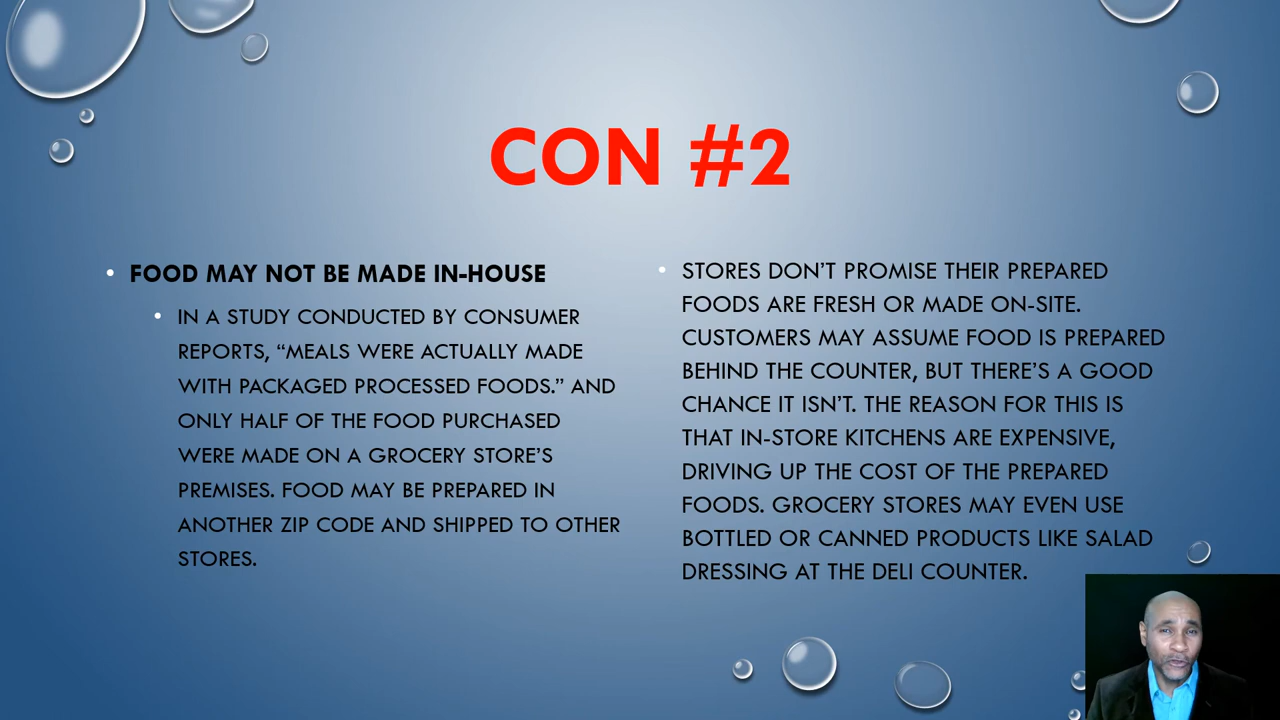 CON #2
• FOOD MAY NOT BE MADE IN-HOUSE
• IN A STUDY CONDUCTED BY CONSUMER
REPORTS, “MEALS WERE ACTUALLY MADE
WITH PACKAGED PROCESSED FOODS.” AND
ONLY HALF OF THE FOOD PURCHASED
WERE MADE ON A GROCERY STORE’S
PREMISES. FOOD MAY BE PREPARED IN
ANOTHER ZIP CODE AND SHIPPED TO OTHER
STORES.
• STORES DON’T PROMISE THEIR PREPARED
FOODS ARE FRESH OR MADE ON-SITE.
CUSTOMERS MAY ASSUME FOOD IS PREPARED
BEHIND THE COUNTER, BUT THERE’S A GOOD
CHANCE IT ISN’T. THE REASON FOR THIS IS
THAT IN-STORE KITCHENS ARE EXPENSIVE,
DRIVING UP THE COST OF THE PREPARED
FOODS. GROCERY STORES MAY EVEN USE
BOTTLED OR CANNED PRODUCTS LIKE SALAD
DRESSING AT THE DELI COUNTER.